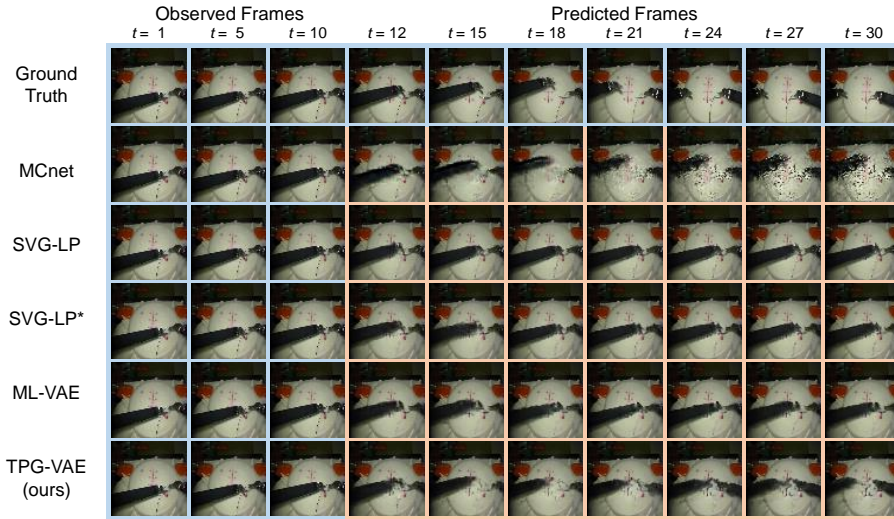 Observed Frames Predicted Frames
t = 1 t = 5 t = 10 t = 12 t = 15 t = 18 t = 21 t = 24 t = 27 t = 30
Ground
Truth
MCnet
SVG-LP
SVG-LP*
ML-VAE
TPG-VAE
(ours)